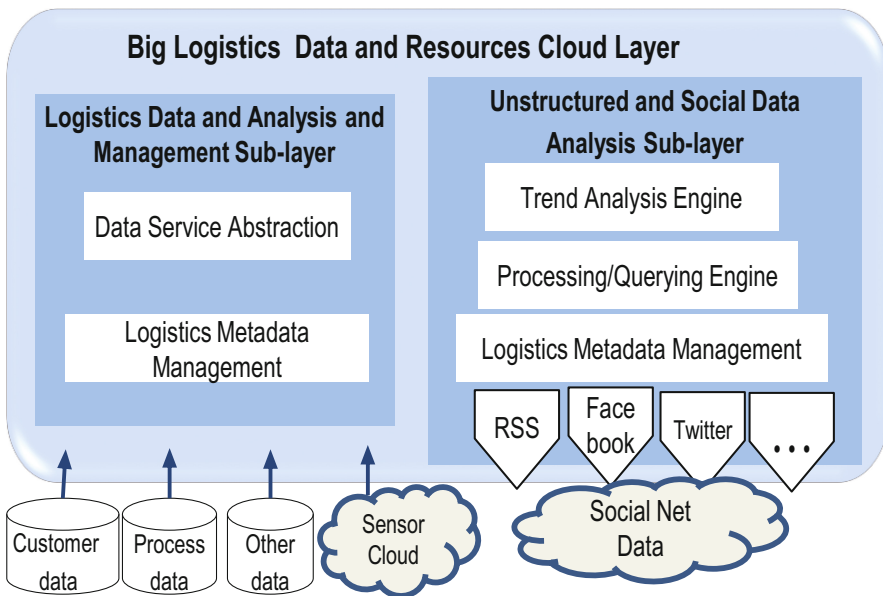 Big Logistics Data and Resources Cloud Layer
Logistics Data and Analysis and
Management Sub-layer
Data Service Abstraction
Logistics Metadata
Management
Unstructured and Social Data
Analysis Sub-layer
Trend Analysis Engine
Processing/Querying Engine
Logistics Metadata Management
RSS
Face
book
Twitter
...
Customer
data
Process
data
Other
data
Sensor
Cloud
Social Net
Data